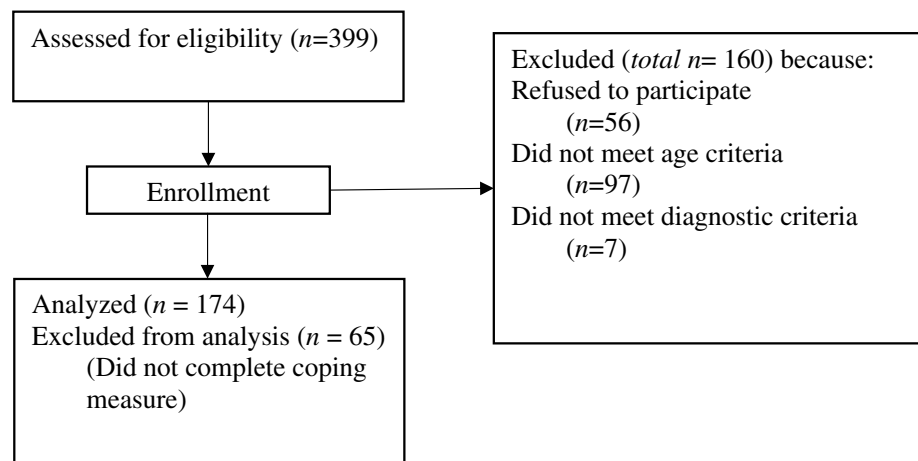 Assessed for eligibility (n=399)
Excluded (total n= 160) because:
Refused to participate
(n=56)
Did not meet age criteria
(n=97)
Did not meet diagnostic criteria
(n=7)
Enrollment
Analyzed (n = 174)
Excluded from analysis (n = 65)
(Did not complete coping
measure)